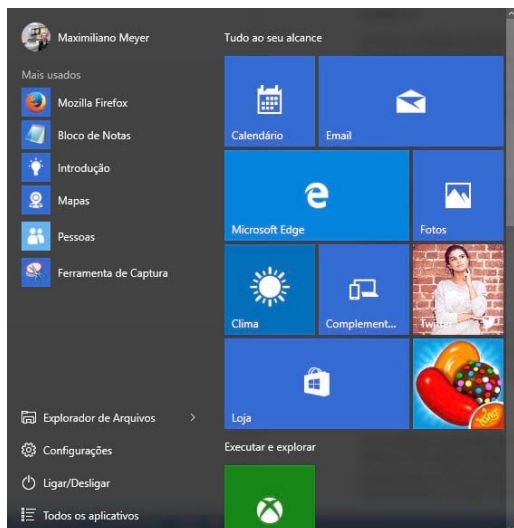 Maximiliano Meyer
Mais usados
Mozilla Firefox
Bloco de Notas
Introdução
Mapas
Pessoas
Ferramenta de Captura
Explorador de Arquivos
Configurações
Ligar/Desligar
Todos os aplicativos
Tudo ao seu alcance
Calendário
Email
Microsoft Edge
Fotos
Clima
Complement...
Twitter
Loja
King
Executar e explorar